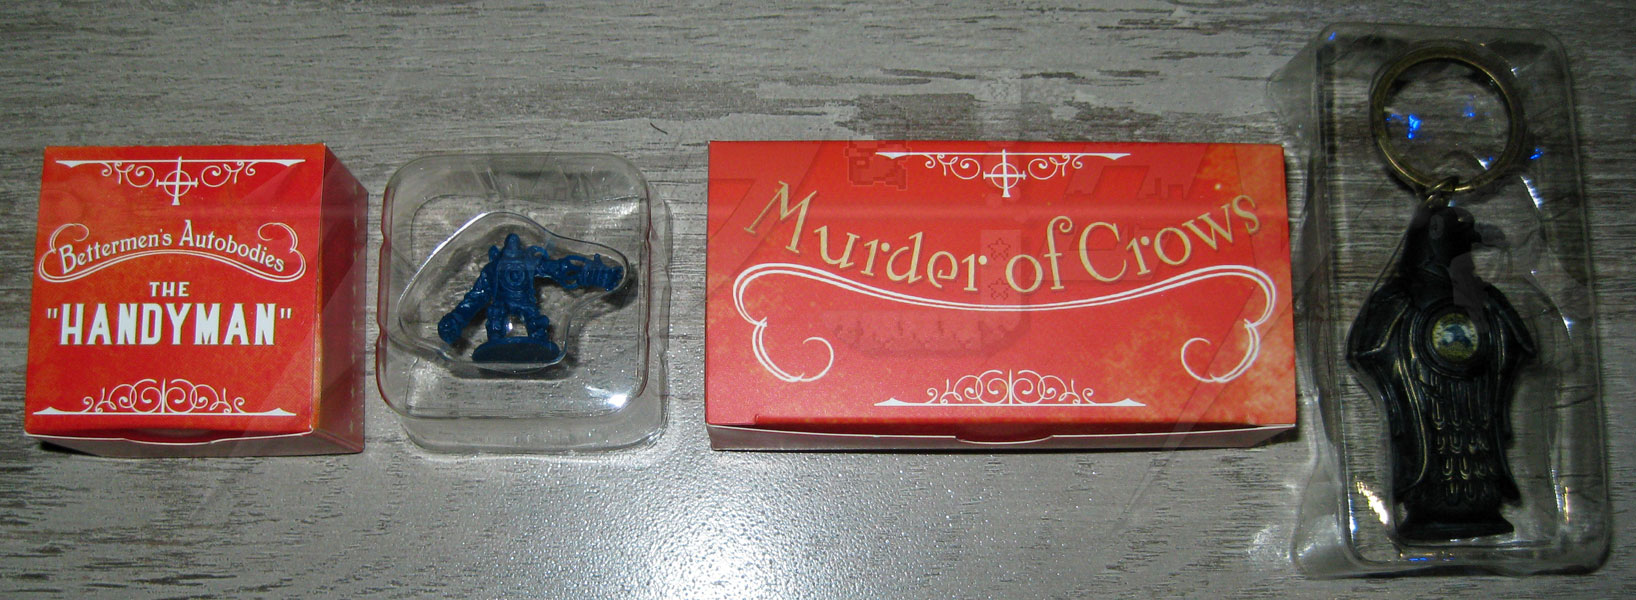 Bettermen's Autobodies
THE
"HANDYMAN"
Murder of Crows